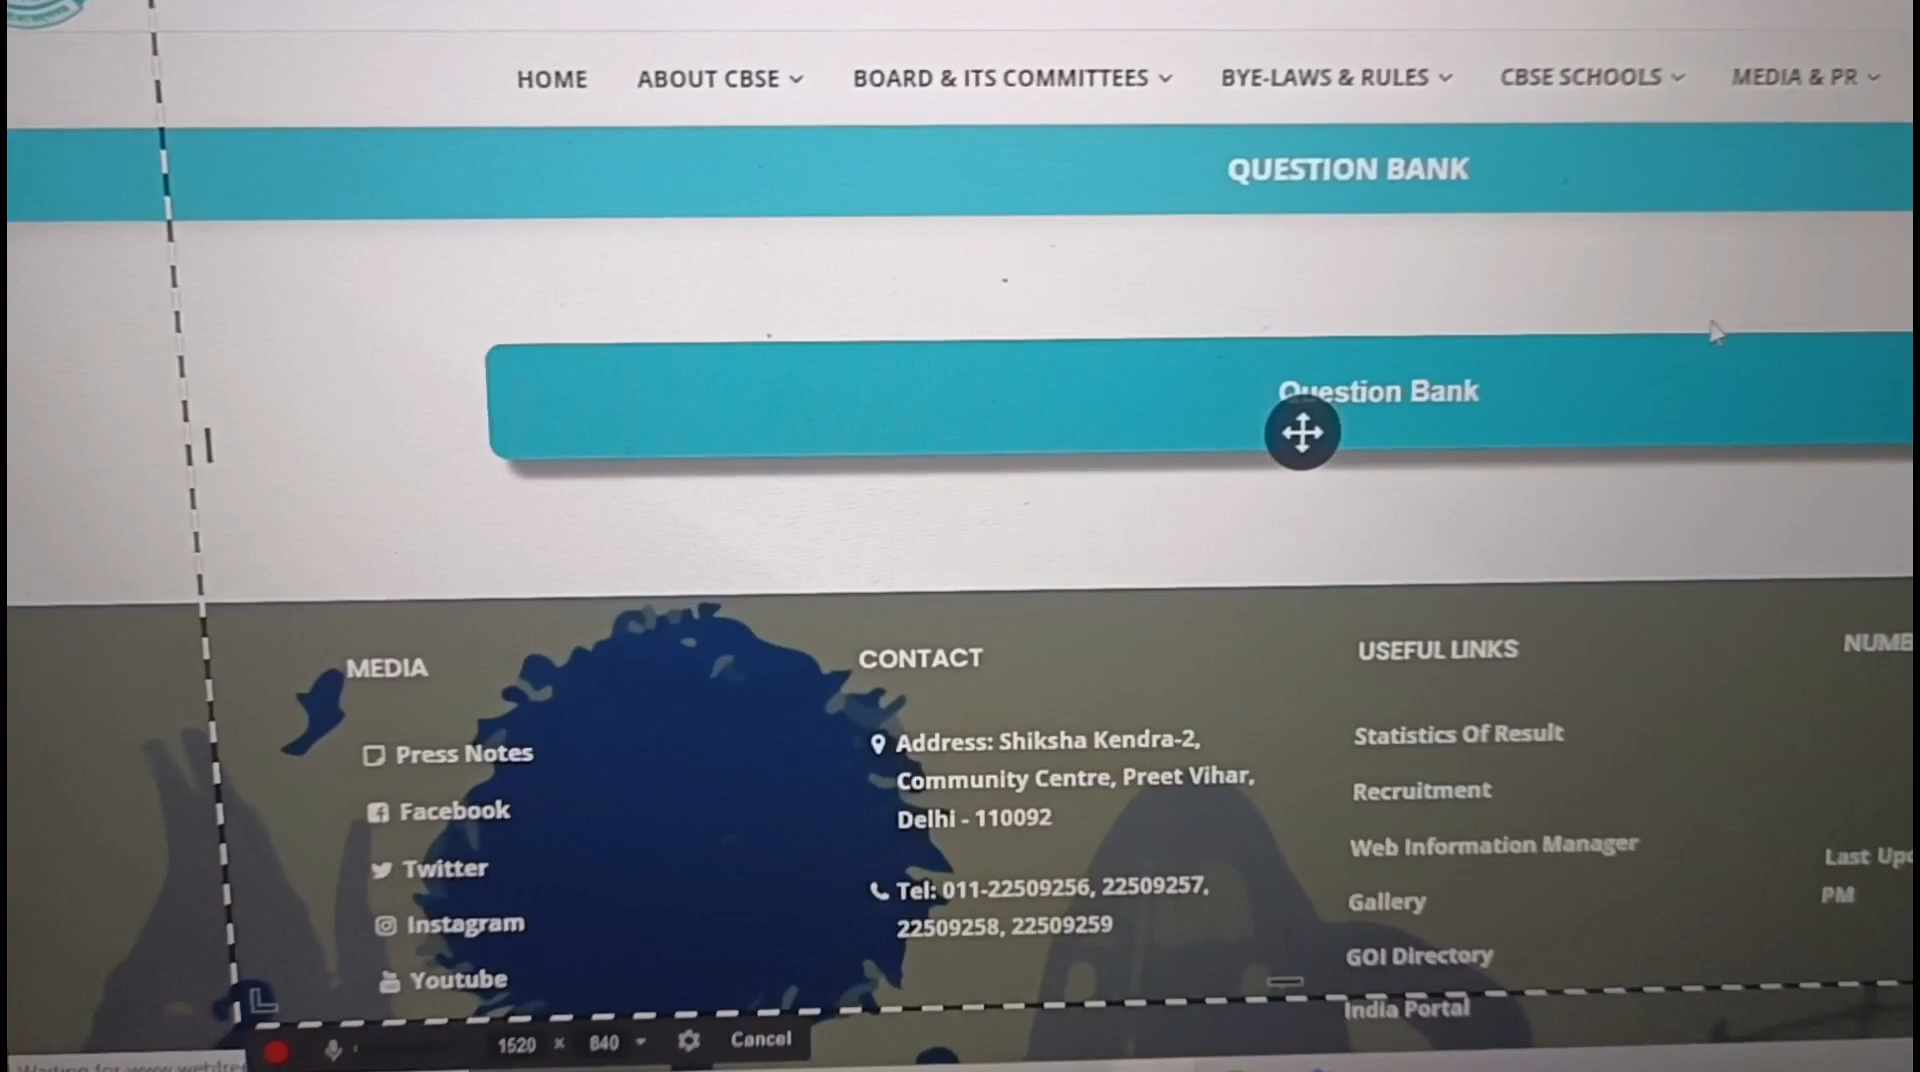 HOME ABOUT CBSE BOARD & ITS COMMITTEES BYE-LAWS & RULES CBSE SCHOOLS MEDIA & PR
QUESTION BANK
Question Bank
MEDIA
Press Notes
Facebook
Twitter
Instagram
Youtube
CONTACT
Address: Shiksha Kendra-2,
Community Centre, Preet Vihar,
Delhi - 110092
Tel: 011-22509256, 22509257,
22509258, 22509259
USEFUL LINKS
Statistics Of Result
Recruitment
Web Information Manager
Gallery
GOI Directory
India Portal
Last
PM
1520 × 840 Cancel